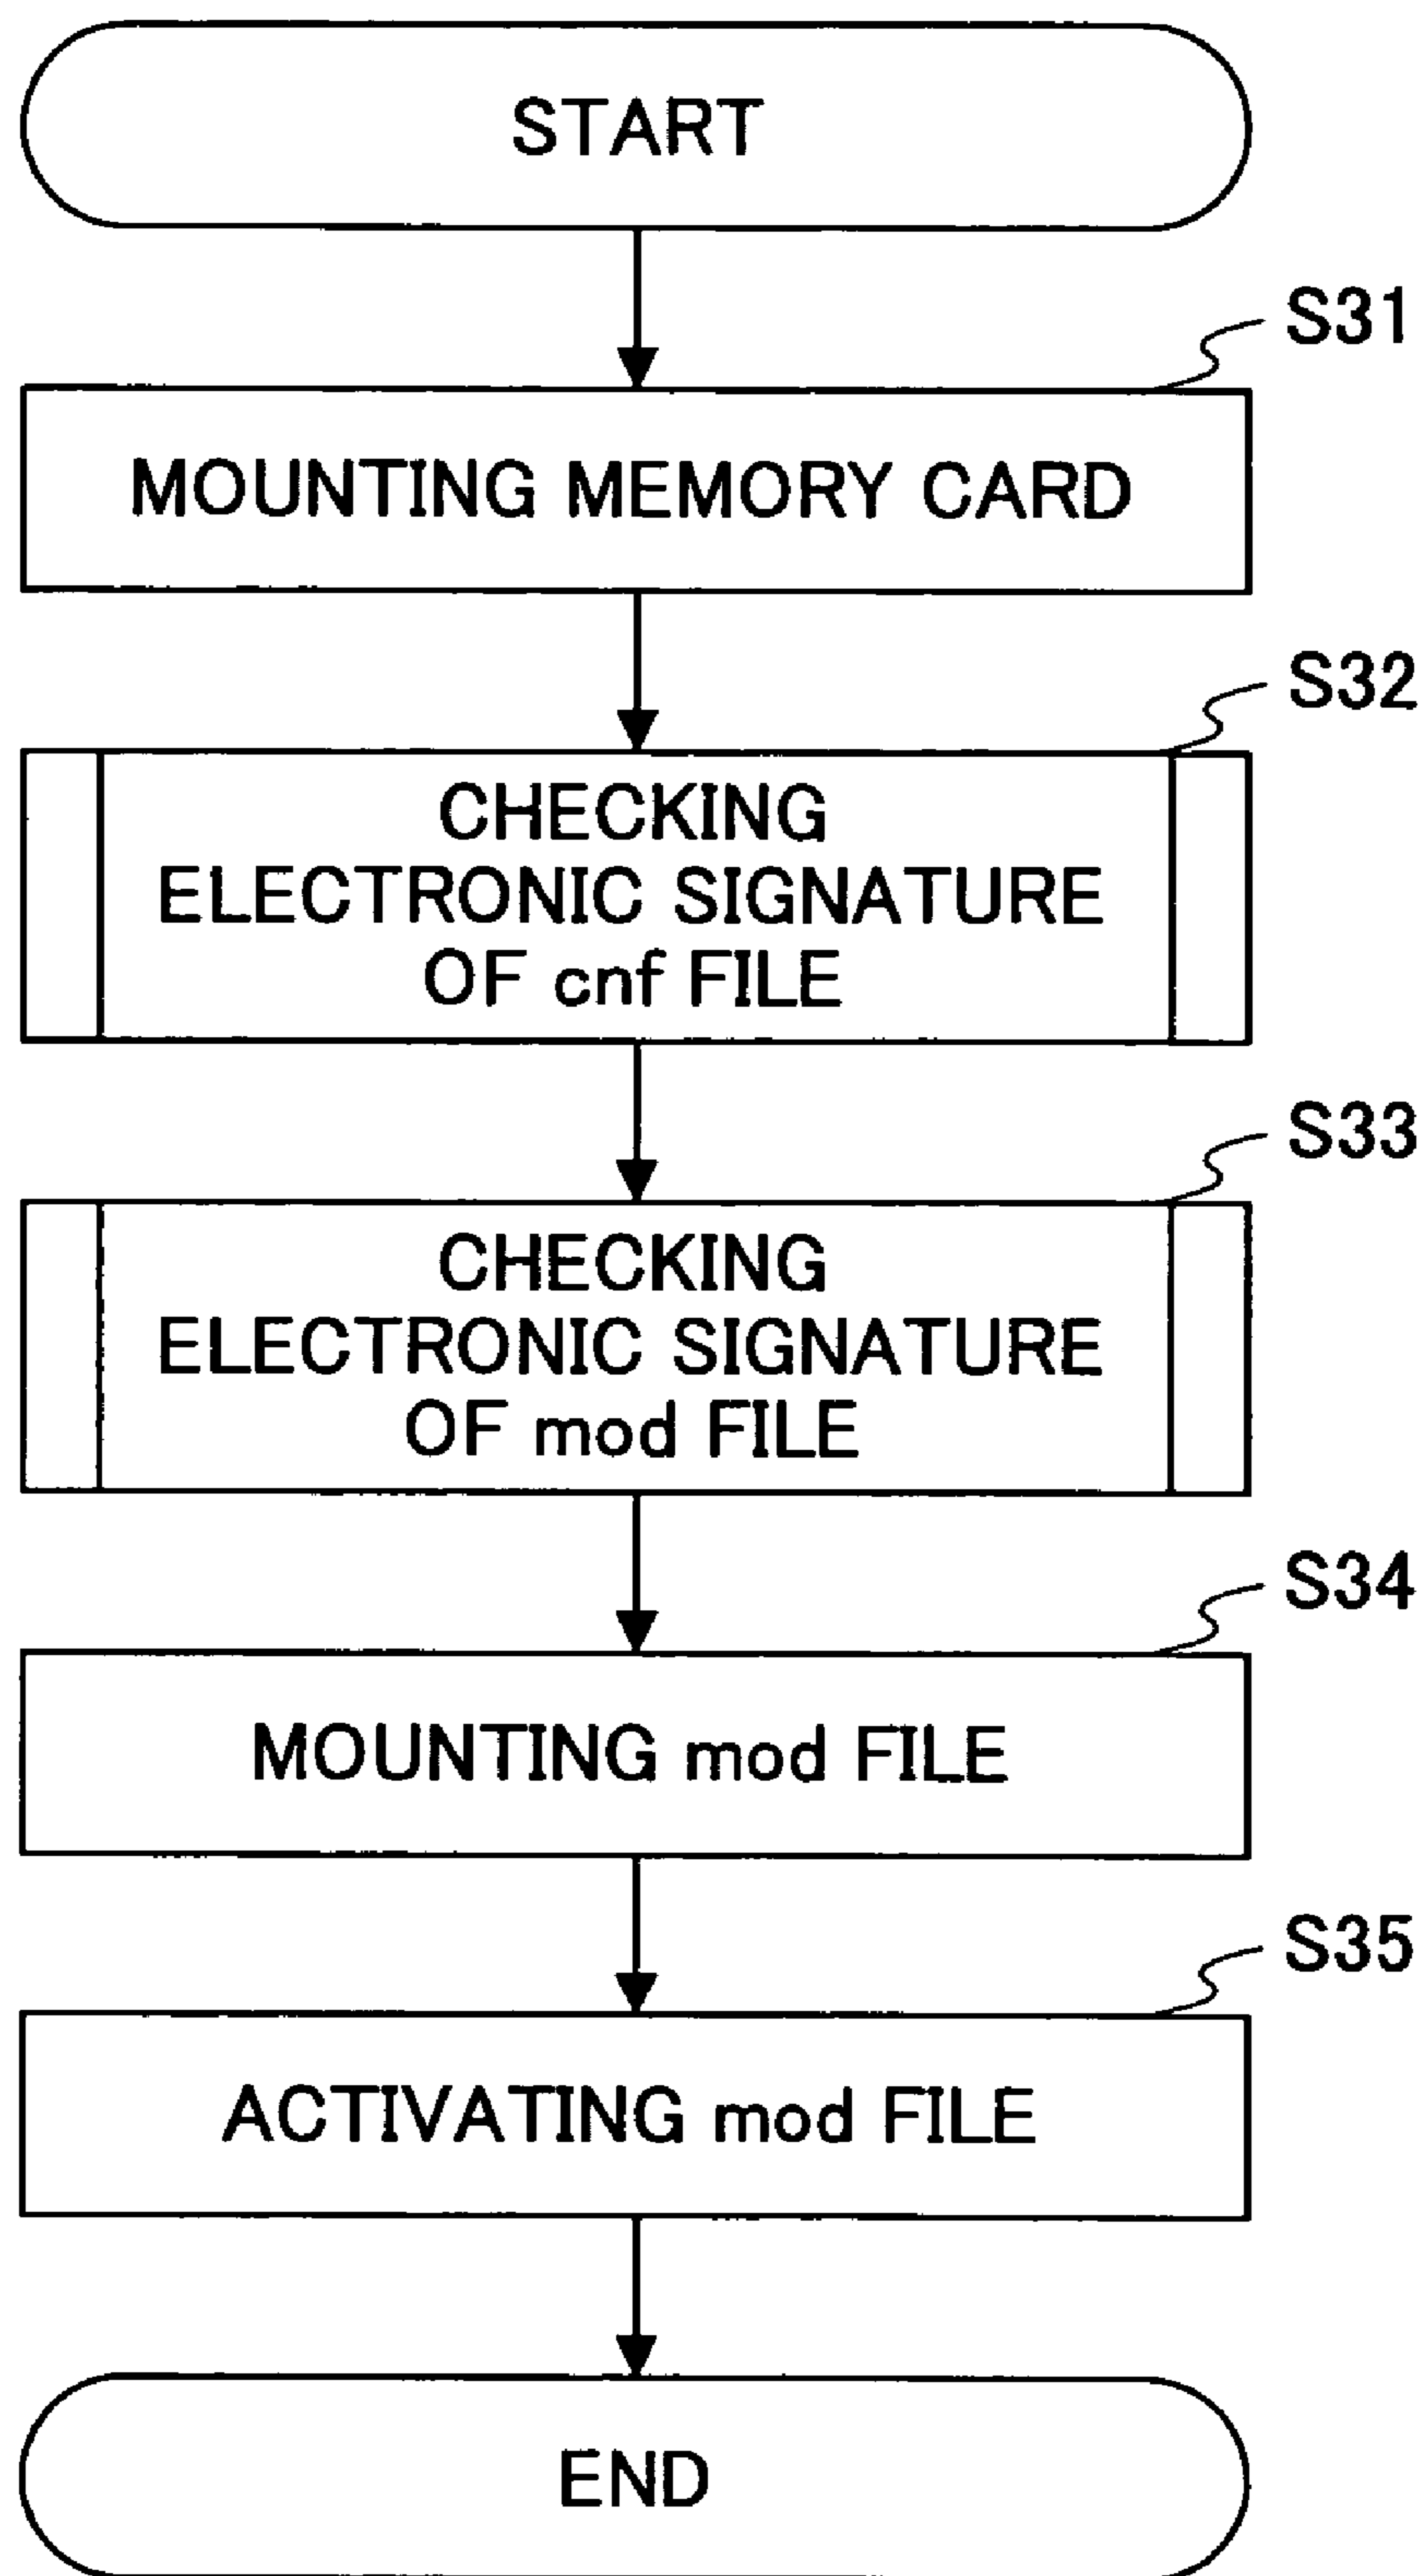 START
S31
MOUNTING MEMORY CARD
S32
CHECKING
ELECTRONIC SIGNATURE
OF cnf FILE
S33
CHECKING
ELECTRONIC SIGNATURE
OF mod FILE
S34
MOUNTING mod FILE
S35
ACTIVATING mod FILE
END